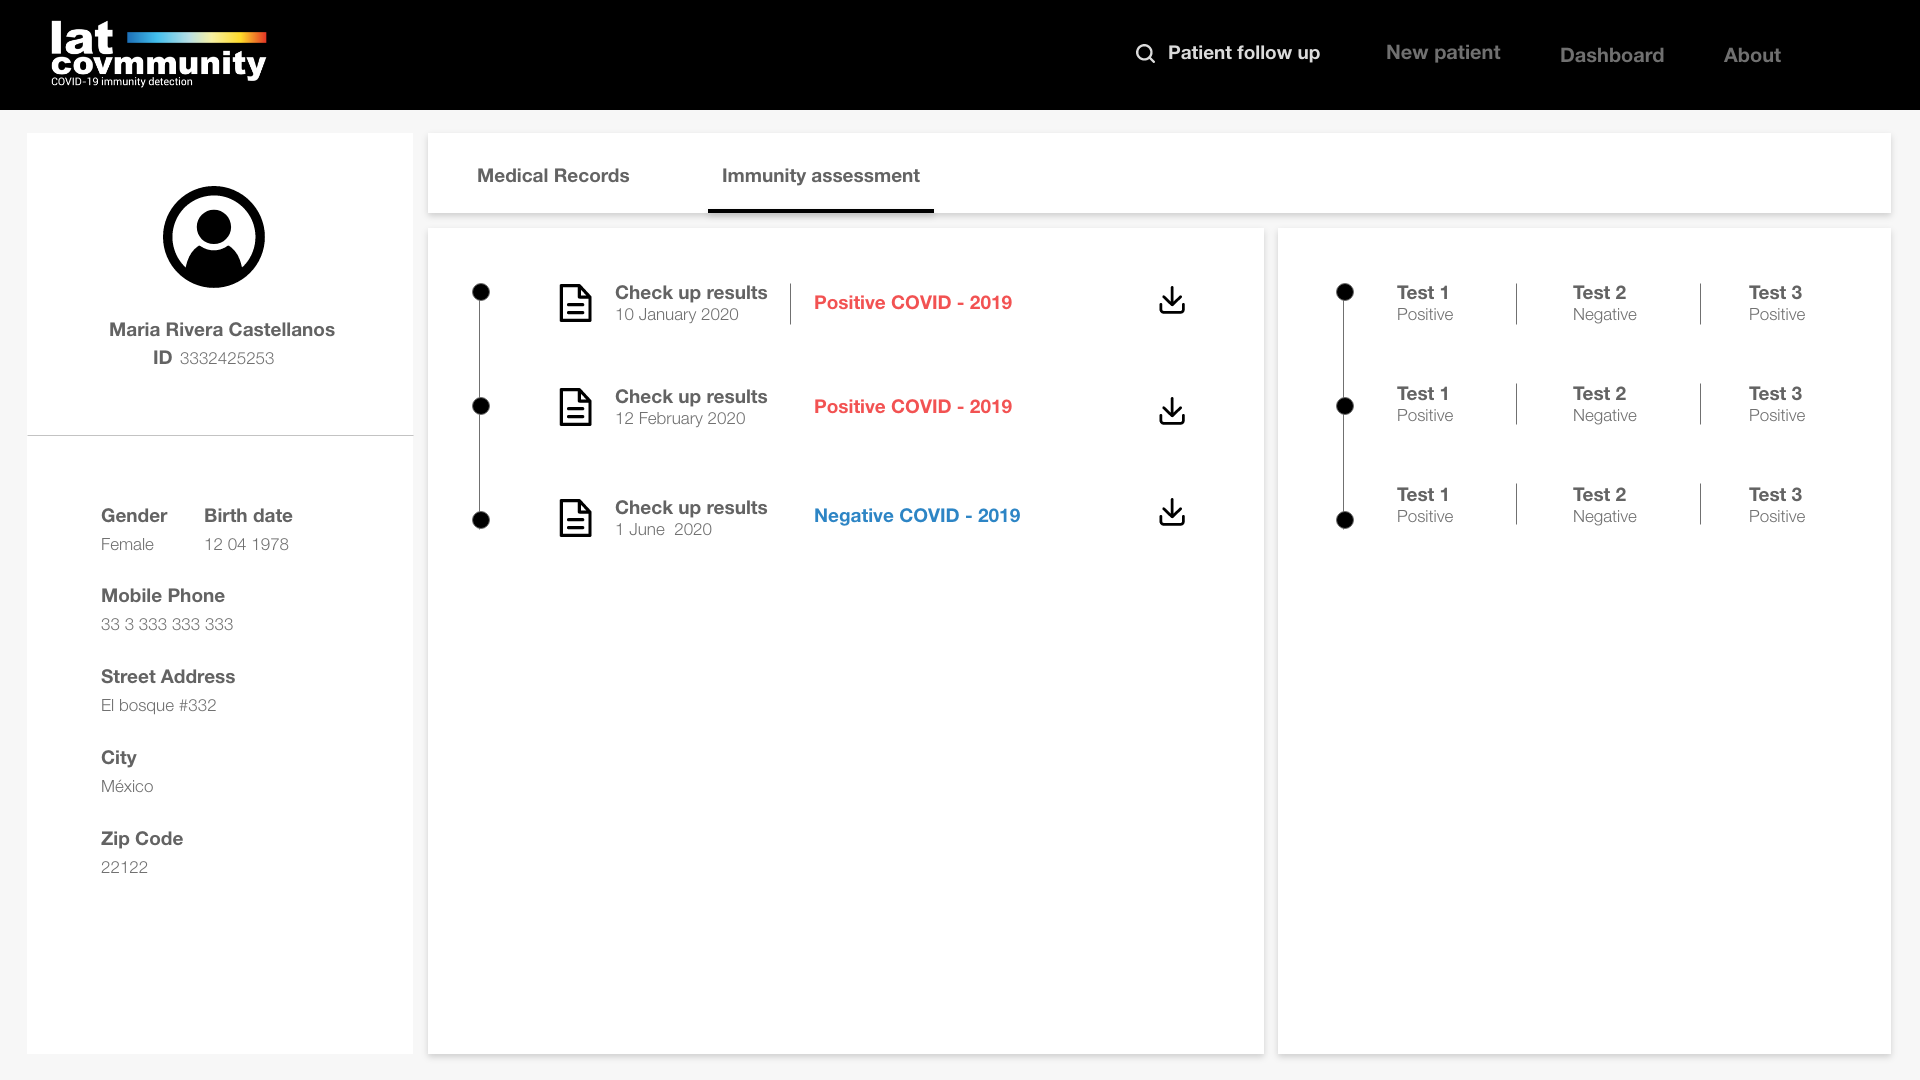 lat
covmmunity
COVID-19 immunity detection
Patient follow up
New patient
Dashboard
About
Maria Rivera Castellanos
ID 3332425253
Gender
Birth date
Female
12 04 1978
Mobile Phone
33 3 333 333 333
Street Address
El bosque #332
City
México
Zip Code
22122
Medical Records
Immunity assessment
Check up results
10 January 2020
Positive COVID - 2019
Check up results
12 February 2020
Positive COVID - 2019
Check up results
1 June 2020
Negative COVID - 2019
Test 1
Positive
Test 2
Negative
Test 3
Positive
Test 1
Positive
Test 2
Negative
Test 3
Positive
Test 1
Positive
Test 2
Negative
Test 3
Positive